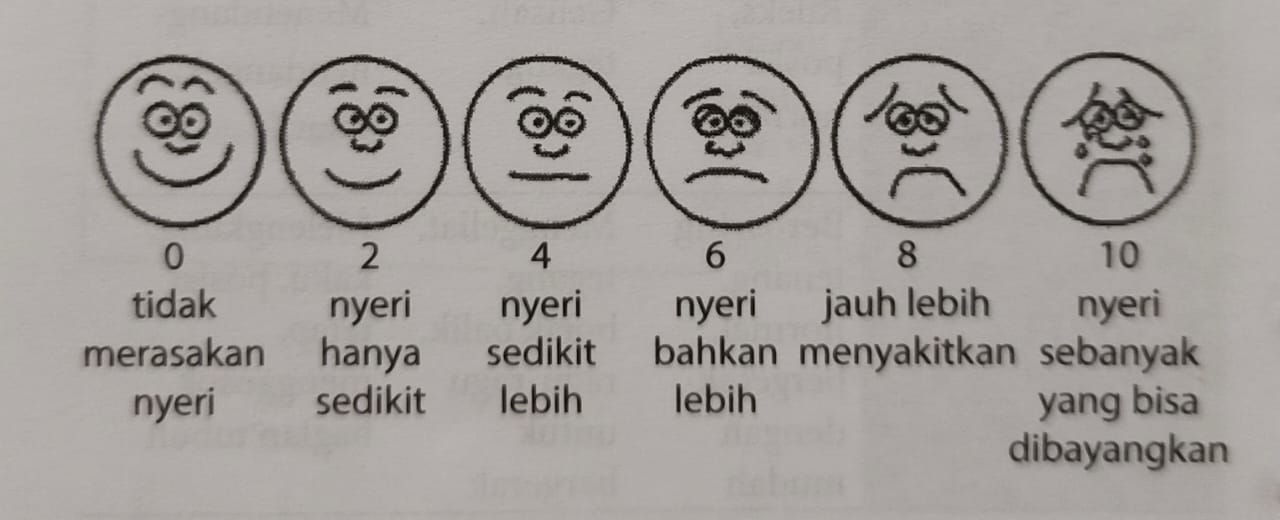 0 2 4 6 8 10
tidak nyeri nyeri nyeri jauh lebih nyeri
merasakan hanya sedikit bahkan menyakitkan sebanyak
nyeri sedikit lebih lebih yang bisa
dibayangkan